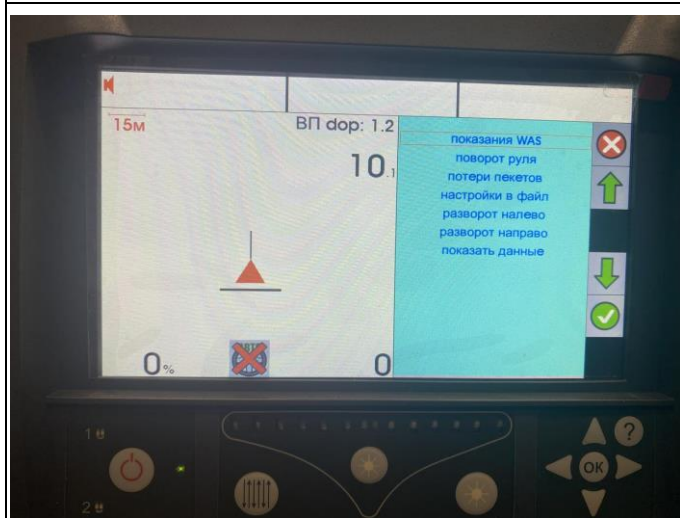 15м
ВП dop: 1.2
10.1
показания WAS
поворот руля
потери пекетов
настройки в файл
разворот налево
разворот направо
показать данные
0%
0
1
2
?
OK